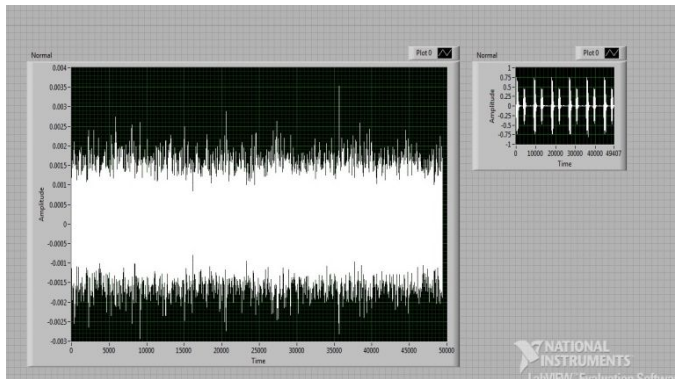 Normal
Plot 0
0.004
0.0035
0.003
0.0025
0.002
0.0015
0.001
0.0005
0
-0.0005
-0.001
-0.0015
-0.002
-0.0025
-0.003
Amplitude
0 5000 10000 15000 20000 25000 30000 35000 40000 45000 50000
Time
Normal
Plot 0
1
0.75
0.5
0.25
0
-0.25
-0.5
-0.75
-1
Amplitude
0 10000 20000 30000 40000 49407
Time
NATIONAL
INSTRUMENTS
LabVIEW Evaluation Software